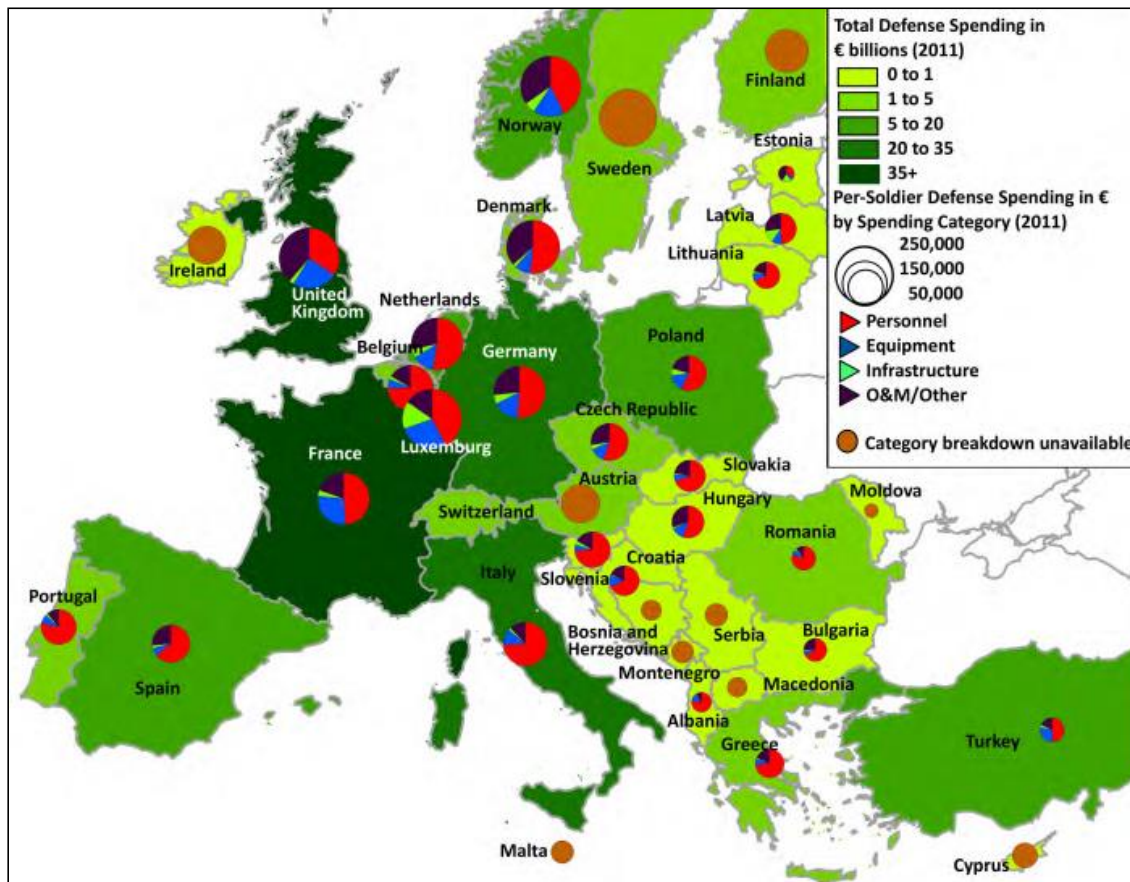 Total Defense Spending in
€ billions (2011)
0 to 1
1 to 5
5 to 20
20 to 35
35+
Per-Soldier Defense Spending in €
by Spending Category (2011)
250,000
150,000
50,000
Personnel
Equipment
Infrastructure
O&M/Other
Category breakdown unavailable
Finland
Norway
Sweden
Estonia
Denmark
Latvia
Lithuania
Ireland
United
Kingdom
Netherlands
Belgium
Germany
Poland
Luxemburg
Czech Republic
France
Slovakia
Austria
Hungary
Moldova
Switzerland
Romania
Croatia
Italy
Slovenia
Portugal
Bosnia and
Herzegovina
Serbia
Bulgaria
Montenegro
Spain
Macedonia
Albania
Greece
Turkey
Malta
Cyprus